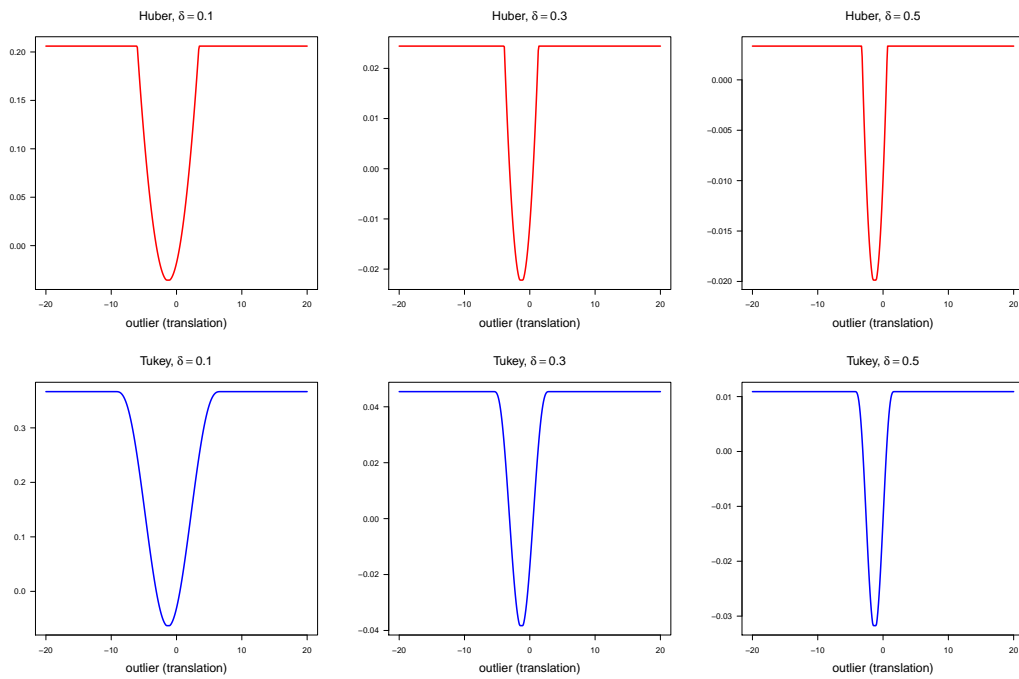 Huber, δ = 0.1
0.20
0.15
0.10
0.05
0.00
−20 −10 0 10 20
outlier (translation)
Huber, δ = 0.3
0.02
0.00
−0.01
−0.02
−20 −10 0 10 20
outlier (translation)
Huber, δ = 0.5
0.000
−0.005
−0.010
−0.015
−0.020
−20 −10 0 10 20
outlier (translation)
Tukey, δ = 0.1
0.3
0.1
0.0
−20 −10 0 10 20
outlier (translation)
Tukey, δ = 0.3
0.04
0.02
0.00
−0.02
−0.04
−20 −10 0 10 20
outlier (translation)
Tukey, δ = 0.5
0.01
0.00
−0.01
−0.02
−0.03
−20 −10 0 10 20
outlier (translation)